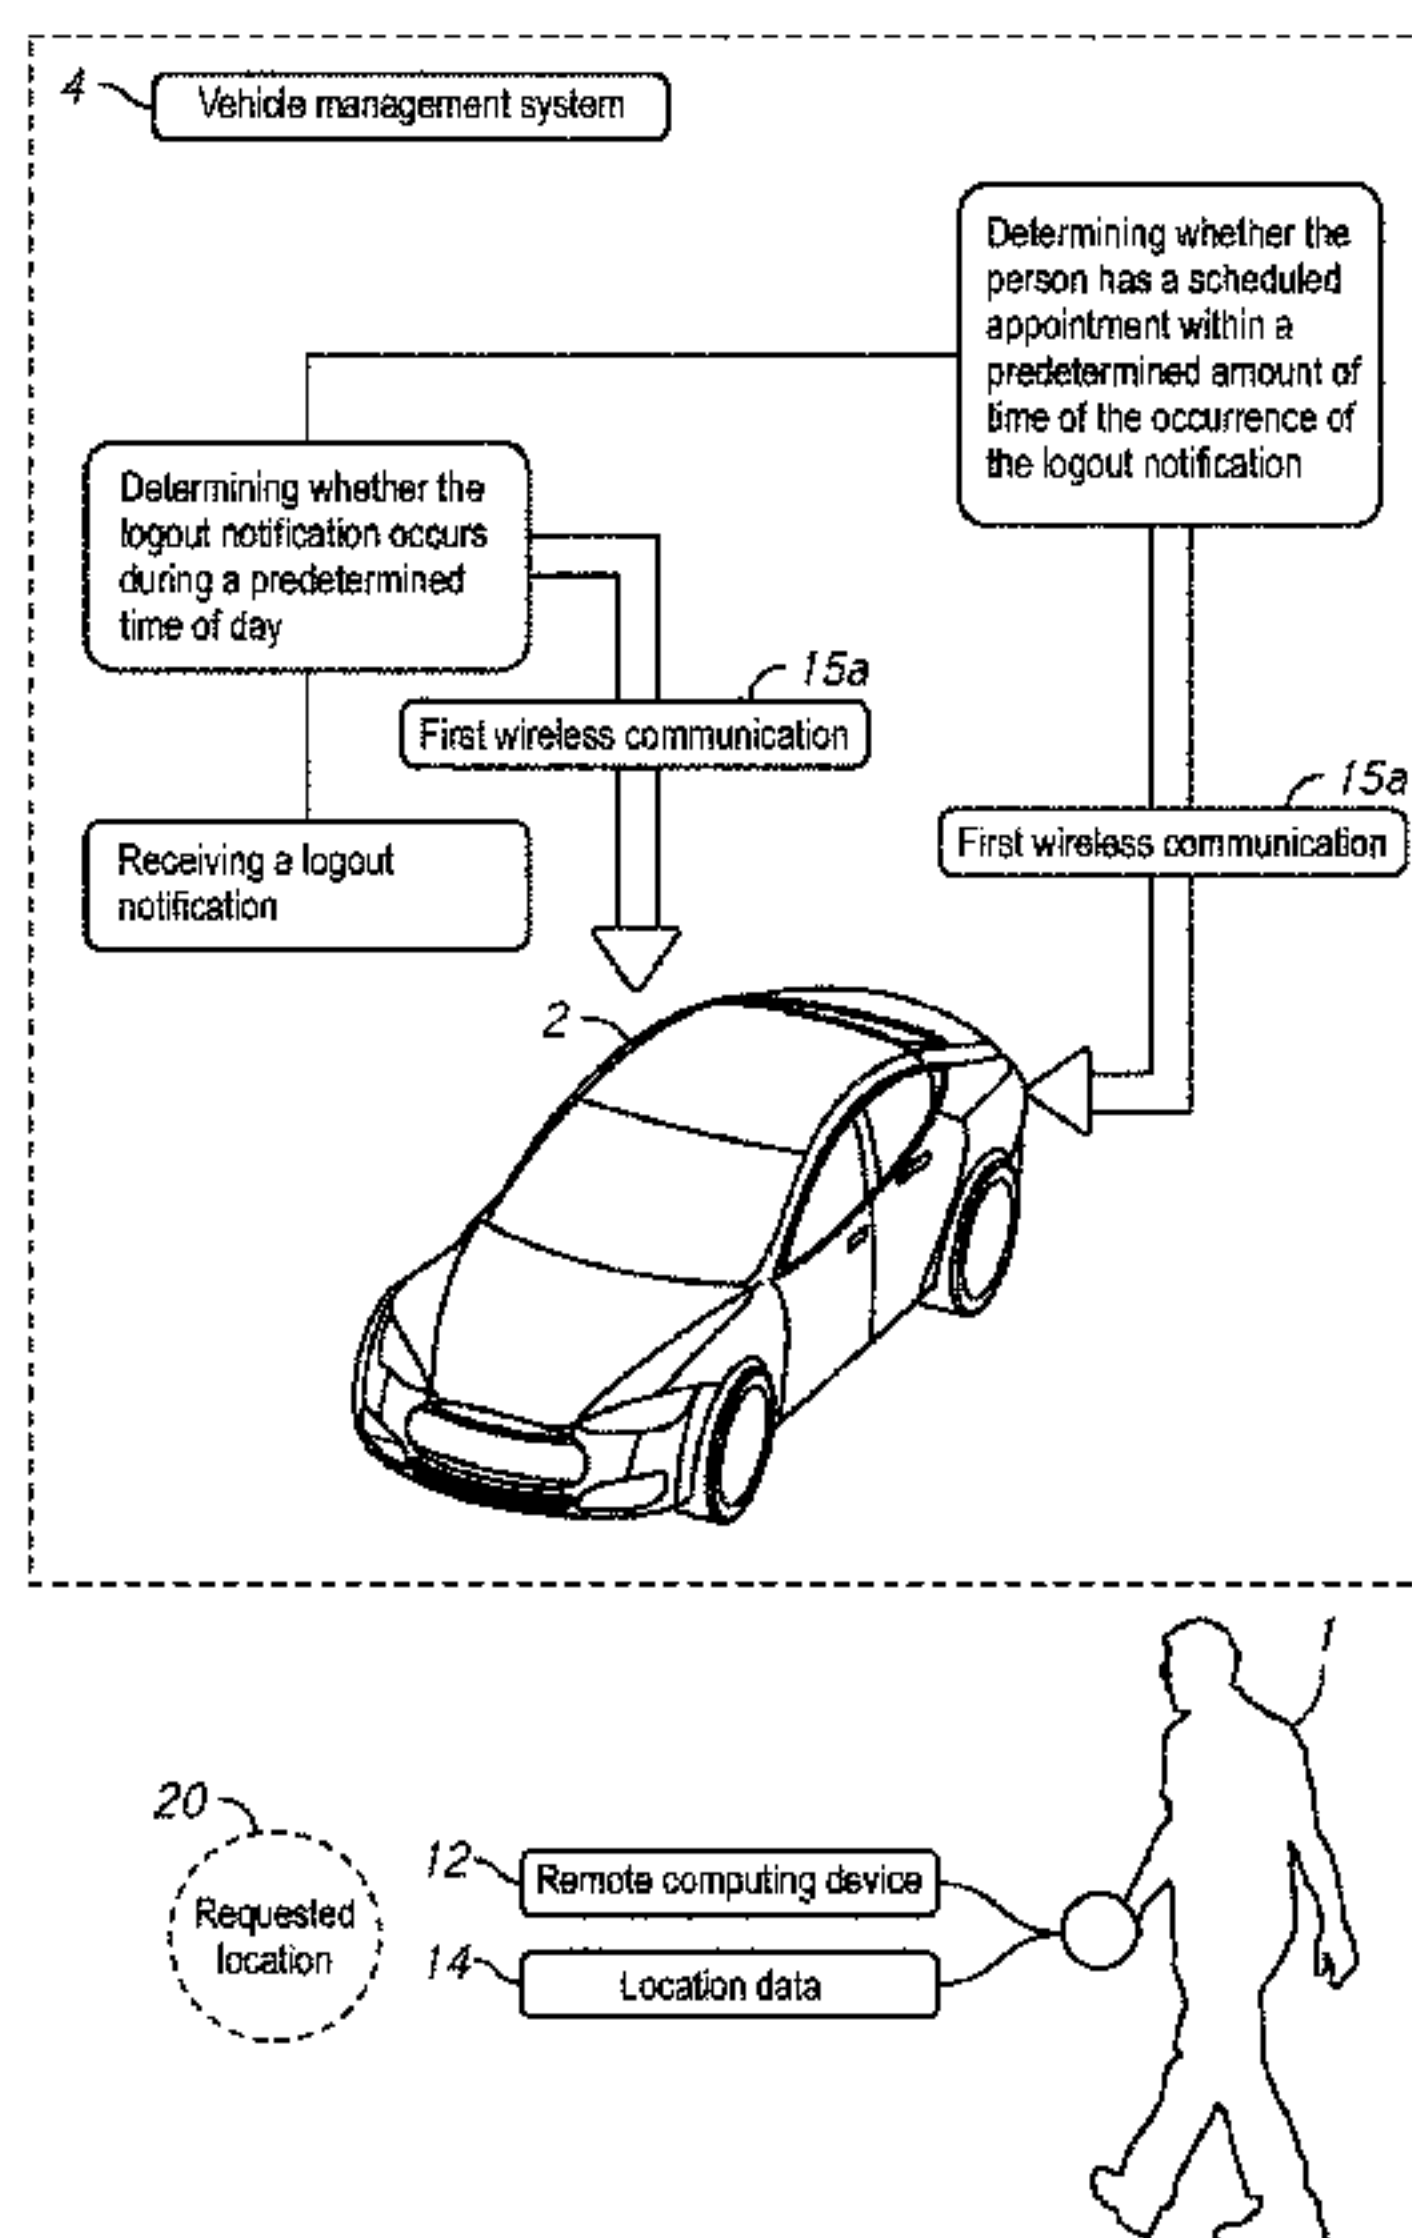 4
Vehicle management system
Determining whether the
person has a scheduled
appointment within a
predetermined amount of
time of the occurrence of
the logout notification
Determining whether the
logout notification occurs
during a predetermined
time of day
15a
First wireless communication
15a
First wireless communication
Receiving a logout
notification
2
1
20
Requested
location
12
Remote computing device
14
Location data